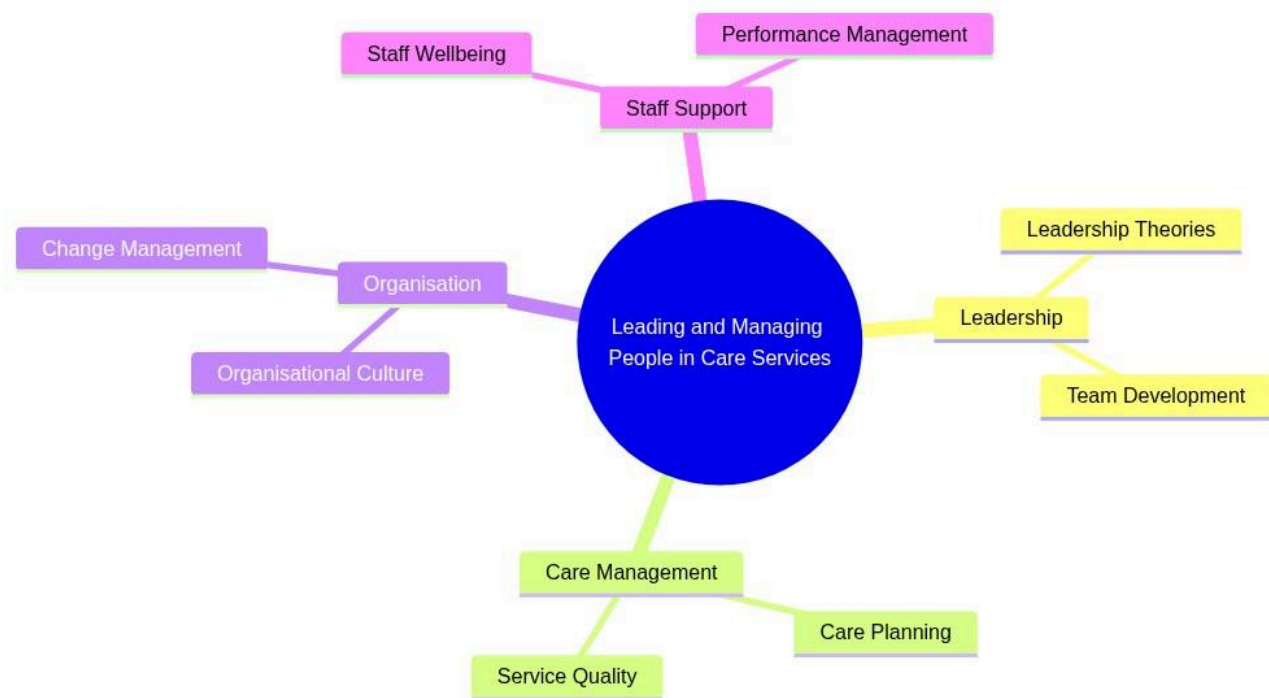 Performance Management
Staff Wellbeing
Staff Support
Leadership Theories
Change Management
Organisation
Leadership
Leading and Managing
People in Care Services
Organisational Culture
Team Development
Care Management
Care Planning
Service Quality